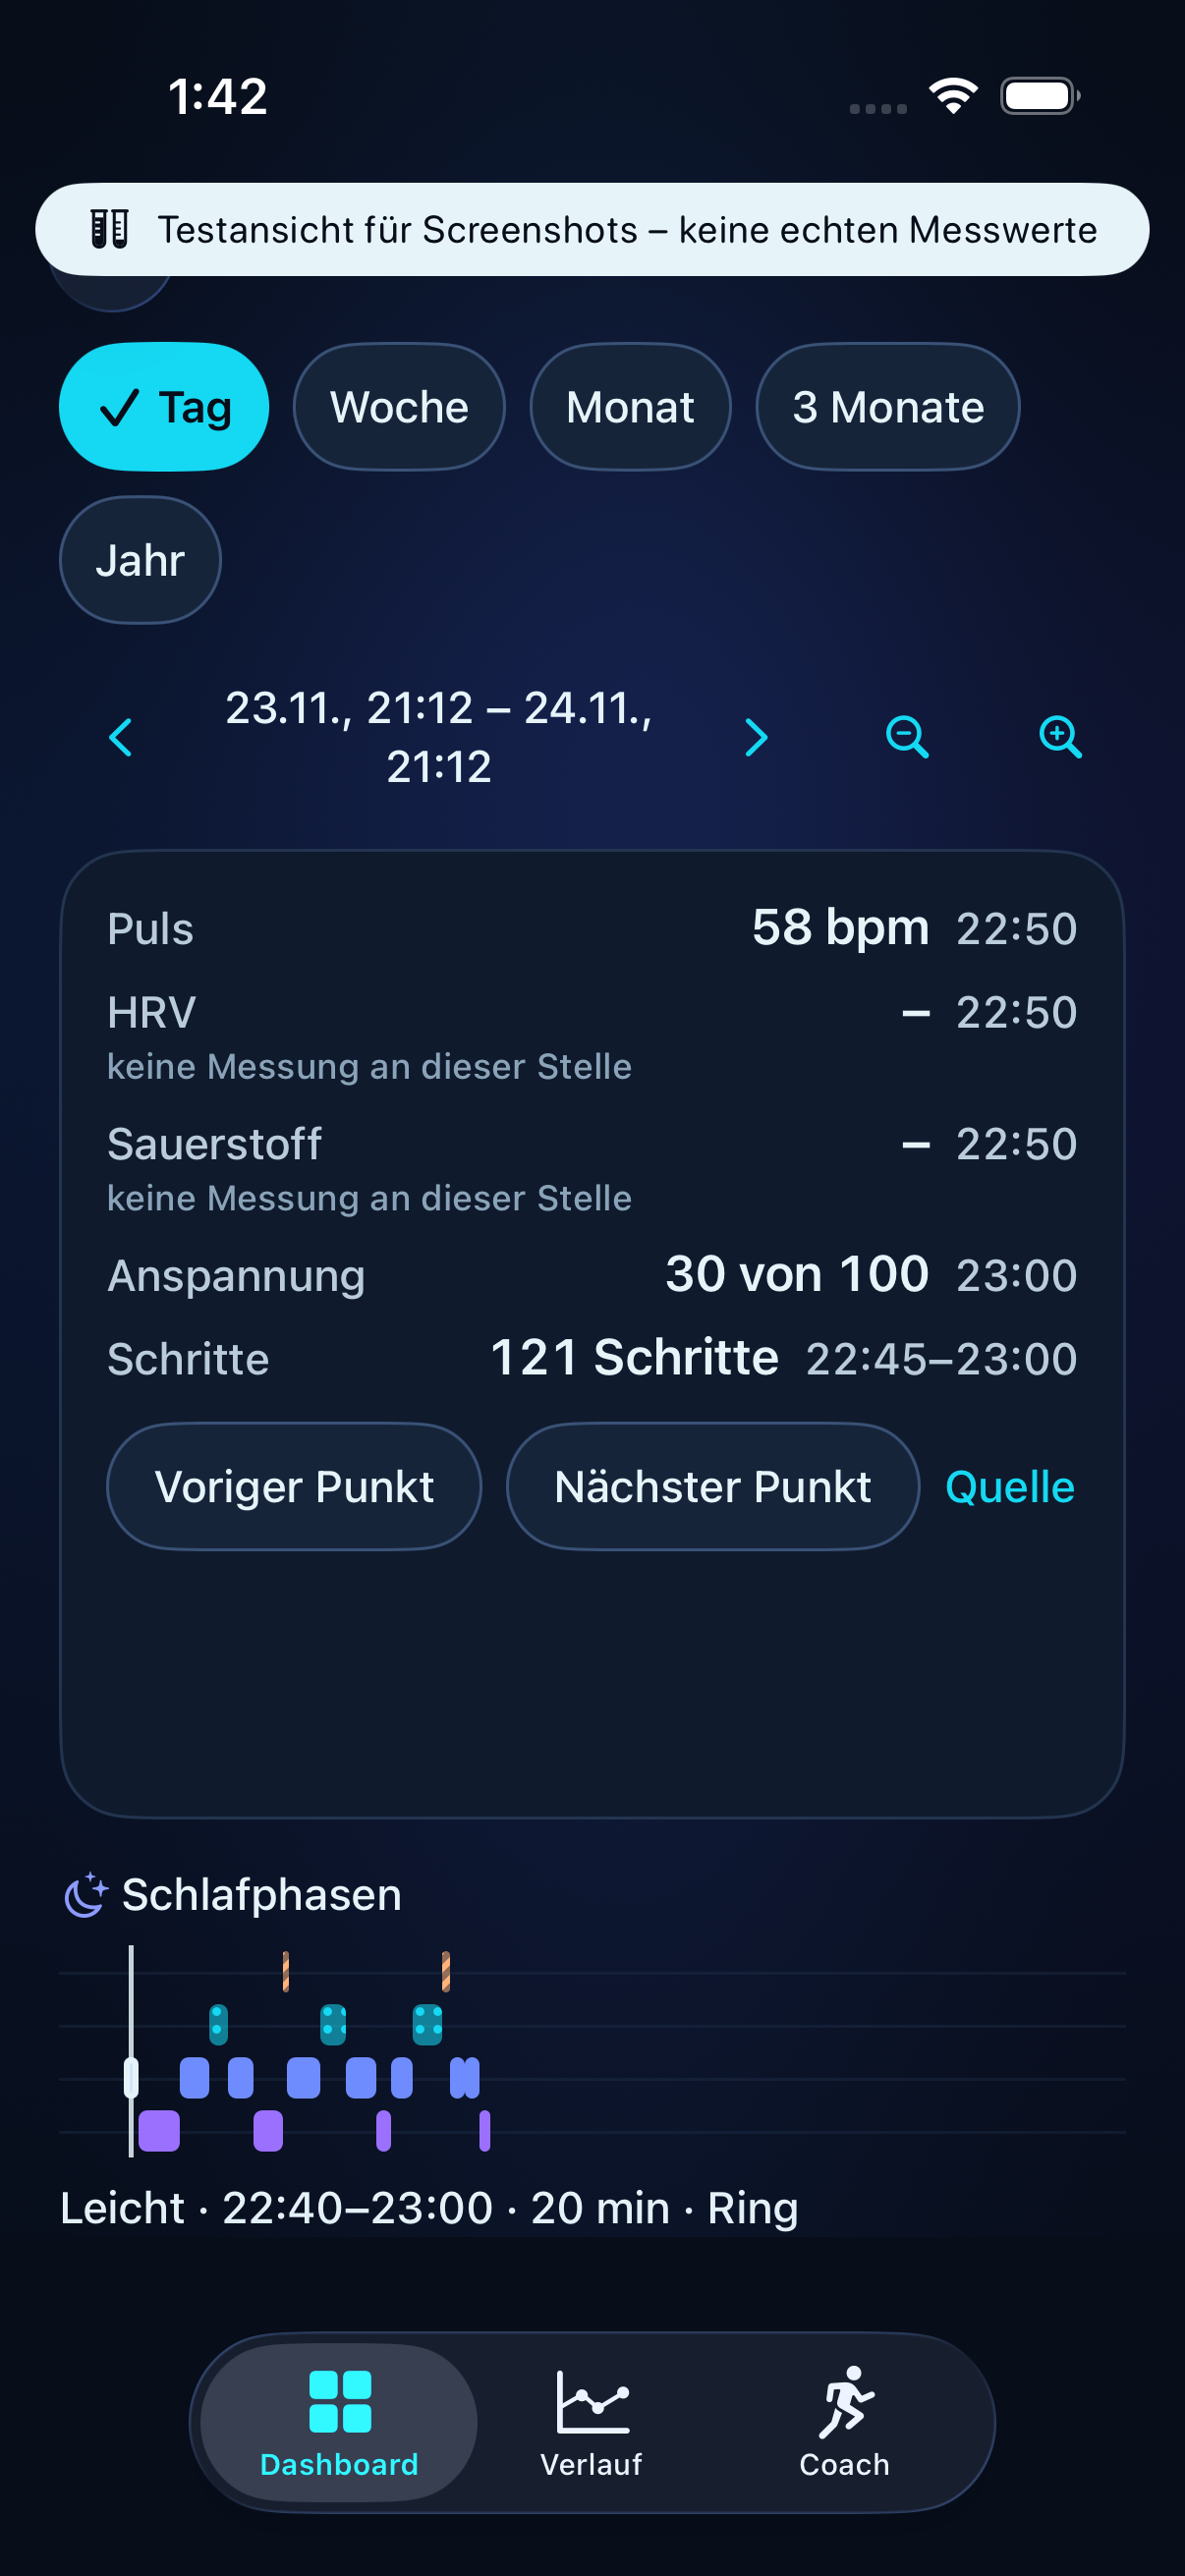 1:42
Testansicht für Screenshots – keine echten Messwerte
Tag
Woche
Monat
3 Monate
Jahr
23.11., 21:12 – 24.11.,
21:12
Puls 58 bpm 22:50
HRV – 22:50
keine Messung an dieser Stelle
Sauerstoff – 22:50
keine Messung an dieser Stelle
Anspannung 30 von 100 23:00
Schritte 121 Schritte 22:45–23:00
Voriger Punkt
Nächster Punkt
Quelle
Schlafphasen
Leicht · 22:40–23:00 · 20 min · Ring
Dashboard
Verlauf
Coach